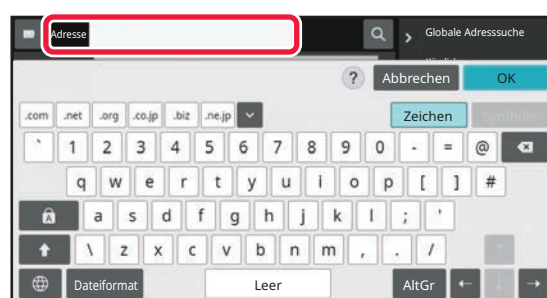 Adresse
Globale Adresssuche
? Abbrechen OK
.com .net .org .co.jp .biz .ne.jp Zeichen Symbole
` 1 2 3 4 5 6 7 8 9 0 - = @
q w e r t y u i o p [ ] #
A a s d f g h j k l ; '
\ z x c v b n m , . /
Dateiformat Leer AltGr